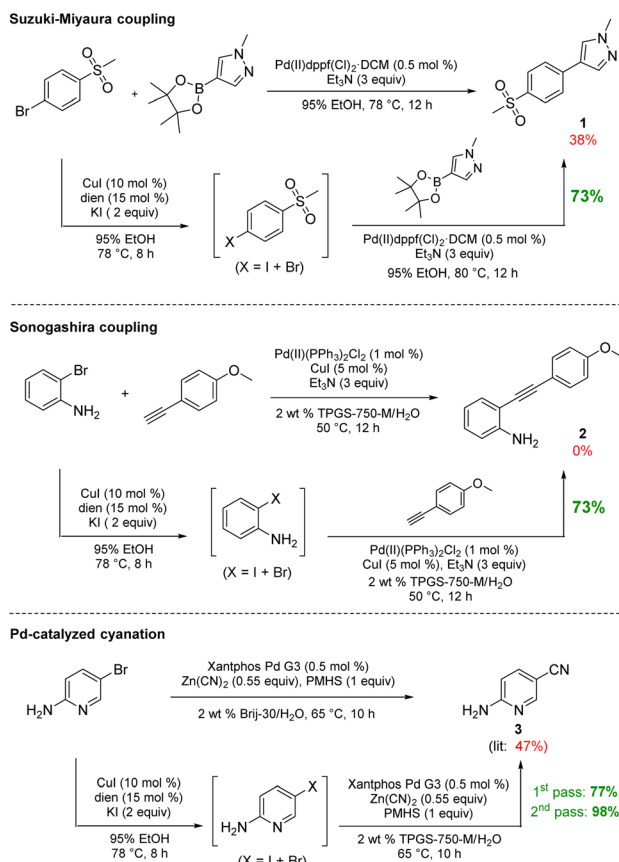 Suzuki-Miyaura coupling
Br
S
O
O
+
O
B
O
N
N
Pd(II)dppf(Cl)₂·DCM (0.5 mol %)
Et₃N (3 equiv)
95% EtOH, 78 °C, 12 h
N
N
S
O
O
1
38%
CuI (10 mol %)
dien (15 mol %)
KI ( 2 equiv)
95% EtOH
78 °C, 8 h
X
S
O
O
(X = I + Br)
O
B
O
N
N
Pd(II)dppf(Cl)₂·DCM (0.5 mol %)
Et₃N (3 equiv)
95% EtOH, 80 °C, 12 h
73%
Sonogashira coupling
Br
NH₂
+
O
Pd(II)(PPh₃)₂Cl₂ (1 mol %)
CuI (5 mol %)
Et₃N (3 equiv)
2 wt % TPGS-750-M/H₂O
50 °C, 12 h
O
NH₂
2
0%
CuI (10 mol %)
dien (15 mol %)
KI ( 2 equiv)
95% EtOH
78 °C, 8 h
X
NH₂
(X = I + Br)
O
Pd(II)(PPh₃)₂Cl₂ (1 mol %)
CuI (5 mol %), Et₃N (3 equiv)
2 wt % TPGS-750-M/H₂O
50 °C, 12 h
73%
Pd-catalyzed cyanation
Br
H₂N
N
Xantphos Pd G3 (0.5 mol %)
Zn(CN)₂ (0.55 equiv), PMHS (1 equiv)
2 wt % Brij-30/H₂O, 65 °C, 10 h
CN
H₂N
N
3
(lit: 47%)
CuI (10 mol %)
dien (15 mol %)
KI (2 equiv)
95% EtOH
78 °C, 8 h
X
H₂N
N
(X = I + Br)
Xantphos Pd G3 (0.5 mol %)
Zn(CN)₂ (0.55 equiv)
PMHS (1 equiv)
2 wt % TPGS-750-M/H₂O
65 °C, 10 h
1st pass: 77%
2nd pass: 98%